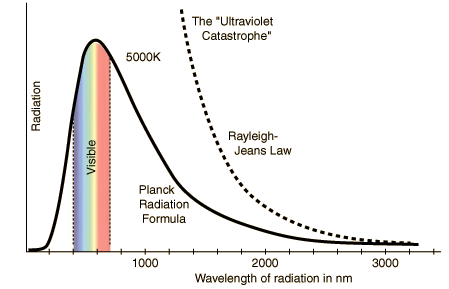 The "Ultraviolet
Catastrophe"
5000K
Radiation
Visible
Rayleigh-
Jeans Law
Planck
Radiation
Formula
1000
2000
3000
Wavelength of radiation in nm